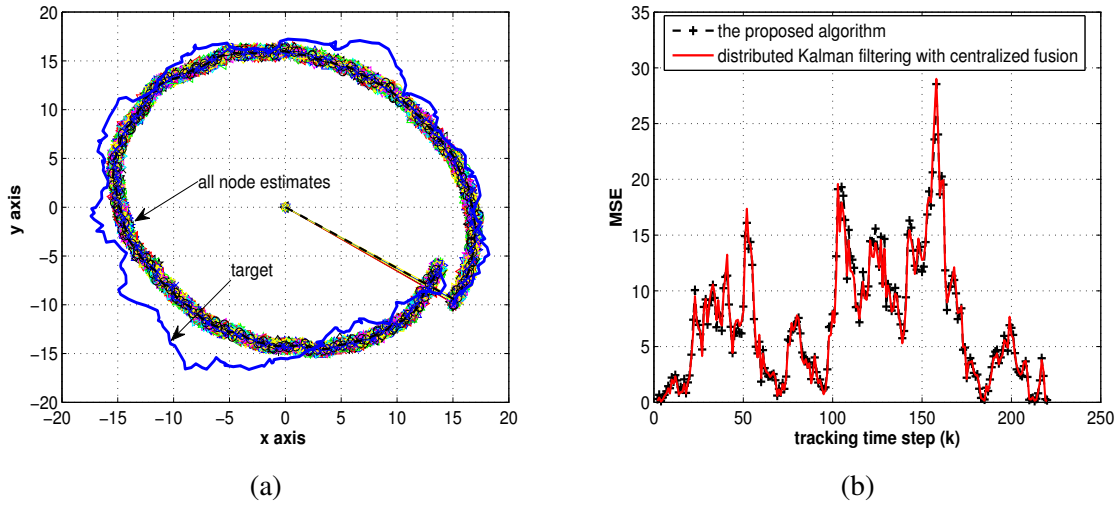 20
15
10
5
0
−5
−10
−15
−20
y axis
all node estimates
target
−20 −15 −10 −5 0 5 10 15 20
x axis
(a)
the proposed algorithm
distributed Kalman filtering with centralized fusion
35
30
25
20
15
10
5
0
MSE
0 50 100 150 200 250
tracking time step (k)
(b)